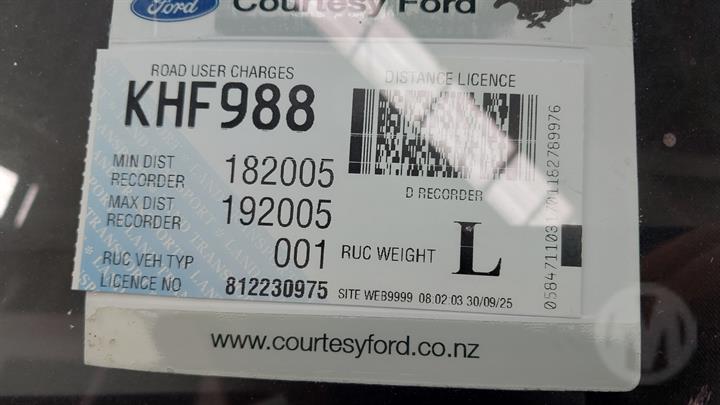 Ford
Courtesy Ford
ROAD USER CHARGES
DISTANCE LICENCE
KHF988
MIN DIST
RECORDER 182005
D RECORDER
MAX DIST
RECORDER 192005
RUC VEH TYP 001
RUC WEIGHT L
LICENCE NO 812230975
SITE WEB9999 08:02:03 30/09/25
www.courtesyford.co.nz
M